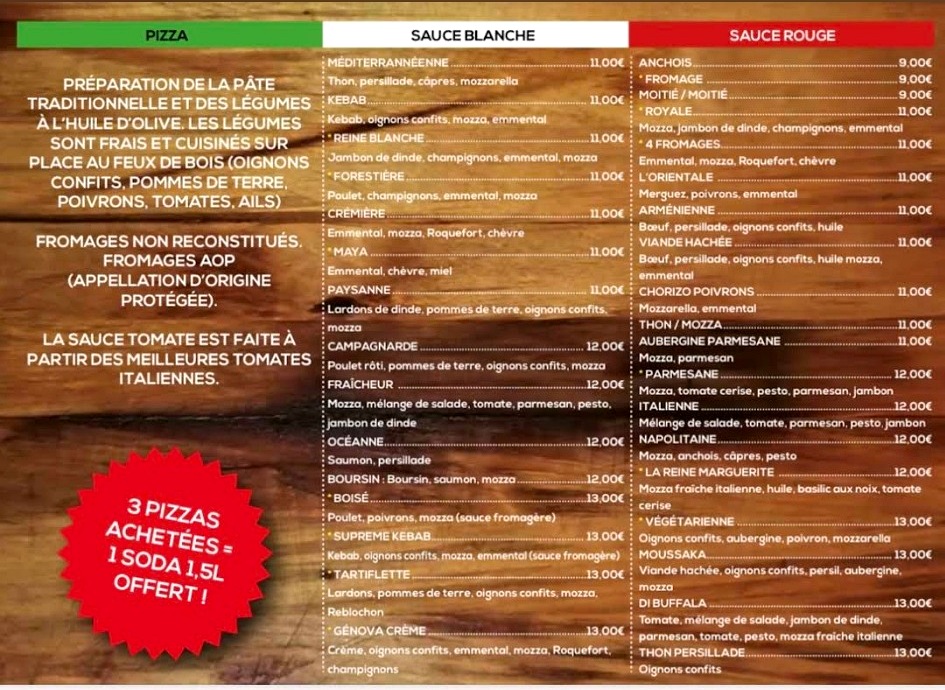 PIZZA
PRÉPARATION DE LA PÂTE
TRADITIONNELLE ET DES LÉGUMES
À L'HUILE D'OLIVE. LES LÉGUMES
SONT FRAIS ET CUISINÉS SUR
PLACE AU FEUX DE BOIS (OIGNONS
CONFITS, POMMES DE TERRE,
POIVRONS, TOMATES, AILS)
FROMAGES NON RECONSTITUÉS.
FROMAGES AOP
(APPELLATION D'ORIGINE
PROTÉGÉE).
LA SAUCE TOMATE EST FAITE À
PARTIR DES MEILLEURES TOMATES
ITALIENNES.
3 PIZZAS
ACHETÉES =
1 SODA 1,5L
OFFERT !
SAUCE BLANCHE
MÉDITERRANNÉENNE 11,00€
Thon, persillade, câpres, mozzarella
KEBAB 11,00€
Kebab, oignons confits, mozza, emmental
* REINE BLANCHE 11,00€
Jambon de dinde, champignons, emmental, mozza
* FORESTIÈRE 11,00€
Poulet, champignons, emmental, mozza
CRÉMIÈRE 11,00€
Emmental, mozza, Roquefort, chèvre
* MAYA 11,00€
Emmental, chèvre, miel
PAYSANNE 11,00€
Lardons de dinde, pommes de terre, oignons confits,
mozza
CAMPAGNARDE 12,00€
Poulet rôti, pommes de terre, oignons confits, mozza
FRAÎCHEUR 12,00€
Mozza, mélange de salade, tomate, parmesan, pesto,
jambon de dinde
OCÉANNE 12,00€
Saumon, persillade
BOURSIN : Boursin, saumon, mozza 12,00€
* BOISÉ 13,00€
Poulet, poivrons, mozza (sauce fromagère)
* SUPREME KEBAB 13,00€
Kebab, oignons confits, mozza, emmental (sauce fromagère)
* TARTIFLETTE 13,00€
Lardons, pommes de terre, oignons confits, mozza,
Reblochon
* GÉNOVA CRÈME 13,00€
Crème, oignons confits, emmental, mozza, Roquefort,
champignons
SAUCE ROUGE
ANCHOIS 9,00€
* FROMAGE 9,00€
MOITIÉ / MOITIÉ 9,00€
* ROYALE 11,00€
Mozza, jambon de dinde, champignons, emmental
* 4 FROMAGES 11,00€
Emmental, mozza, Roquefort, chèvre
L'ORIENTALE 11,00€
Merguez, poivrons, emmental
ARMÉNIENNE 11,00€
Bœuf, persillade, oignons confits, huile
VIANDE HACHÉE 11,00€
Bœuf, persillade, oignons confits, huile mozza,
emmental
CHORIZO POIVRONS 11,00€
Mozzarella, emmental
THON / MOZZA 11,00€
AUBERGINE PARMESANE 11,00€
Mozza, parmesan
* PARMESANE 12,00€
Mozza, tomate cerise, pesto, parmesan, jambon
ITALIENNE 12,00€
Mélange de salade, tomate, parmesan, pesto, jambon
NAPOLITAINE 12,00€
Mozza, anchois, câpres, pesto
* LA REINE MARGUERITE 12,00€
Mozza fraîche italienne, huile, basilic aux noix, tomate
cerise
* VÉGÉTARIENNE 13,00€
Oignons confits, aubergine, poivron, mozzarella
MOUSSAKA 13,00€
Viande hachée, oignons confits, persil, aubergine,
mozza
DI BUFFALA 13,00€
Tomate, mélange de salade, jambon de dinde,
parmesan, tomate, pesto, mozza fraîche italienne
THON PERSILLADE 13,00€
Oignons confits